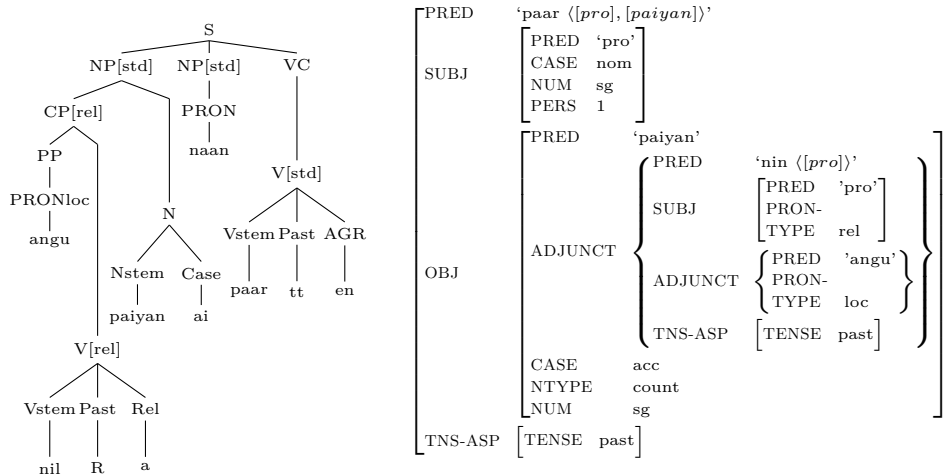 S
NP[std] NP[std] VC
CP[rel] PRON
naan
PP
V[std]
PRONloc
N
angu
Vstem Past AGR
Nstem Case
paar tt en
paiyan ai
V[rel]
Vstem Past Rel
nil R a
PRED ‘paar ⟨[pro], [paiyan]⟩’
SUBJ
PRED ‘pro’
CASE nom
NUM sg
PERS 1
OBJ
PRED ‘paiyan’
ADJUNCT
PRED ‘nin ⟨[pro]⟩’
SUBJ
PRED 'pro'
PRON-
TYPE rel
ADJUNCT
PRED 'angu'
PRON-
TYPE loc
TNS-ASP [TENSE past]
CASE acc
NTYPE count
NUM sg
TNS-ASP [TENSE past]